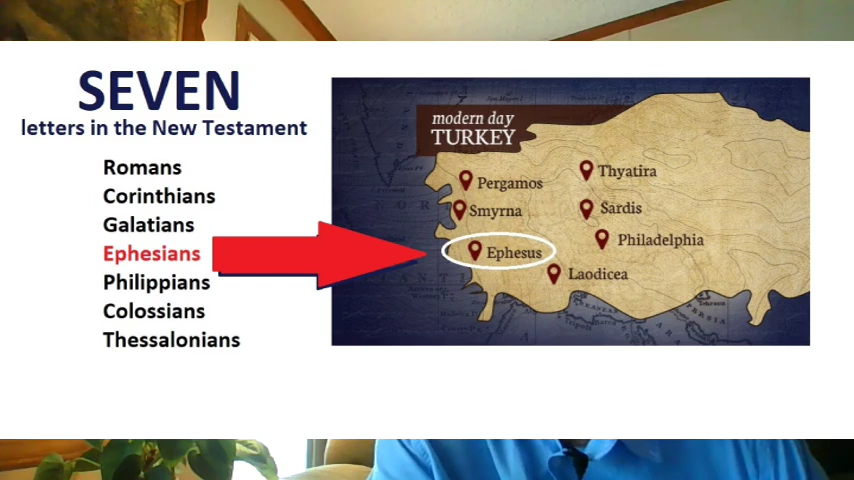 SEVEN
letters in the New Testament
Romans
Corinthians
Galatians
Ephesians
Philippians
Colossians
Thessalonians
modern day
TURKEY
Pergamos
Thyatira
Smyrna
Sardis
Philadelphia
Ephesus
Laodicea